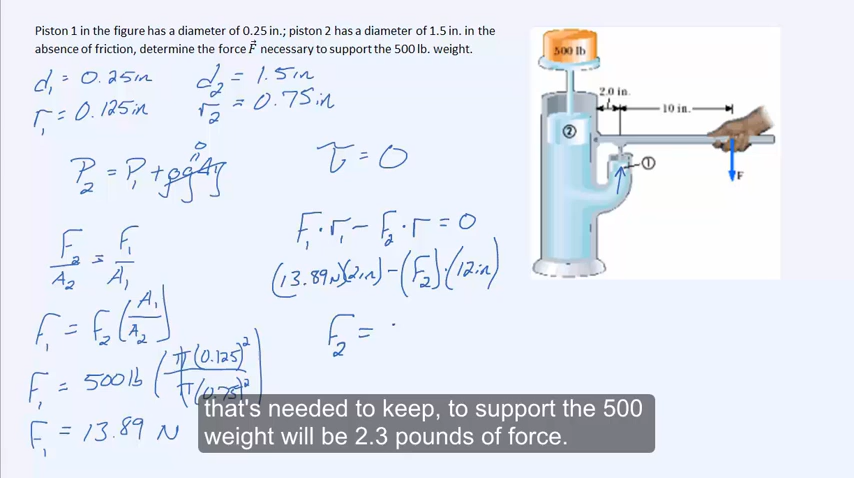 Piston 1 in the figure has a diameter of 0.25 in.; piston 2 has a diameter of 1.5 in. in the
absence of friction, determine the force F⃗ necessary to support the 500 lb. weight.
d₁ = 0.25in
d₂ = 1.5in
r₁ = 0.125in
r₂ = 0.75in
P₂ = P₁ + ρgΔy
0
τ = 0
F₂/A₂ = F₁/A₁
F₁ · r₁ - F₂ · r = 0
(13.89N)(2in) - (F₂) · (12in)
F₁ = F₂ (A₁/A₂)
F₂ =
F₁ = 500lb (π(0.125)²/π(0.75)²)
F₁ = 13.89 N
500 lb
2.0 in.
10 in.
②
①
F
that's needed to keep, to support the 500
weight will be 2.3 pounds of force.